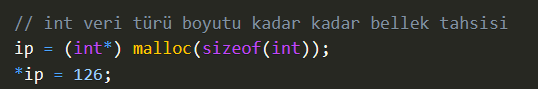 // int veri türü boyutu kadar kadar bellek tahsisi
ip = (int*) malloc(sizeof(int));
*ip = 126;